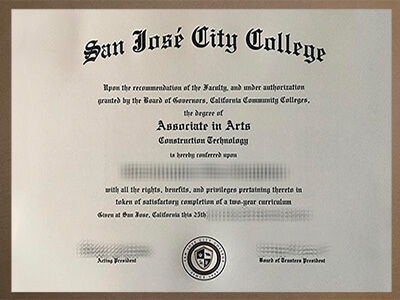 San José City College
Upon the recommendation of the Faculty, and under authorization
granted by the Board of Governors, California Community Colleges,
the degree of
Associate in Arts
Construction Technology
is hereby conferred upon
with all the rights, benefits, and privileges pertaining thereto in
token of satisfactory completion of a two-year curriculum
Given at San Jose, California this 25th
Acting President
Board of Trustees President